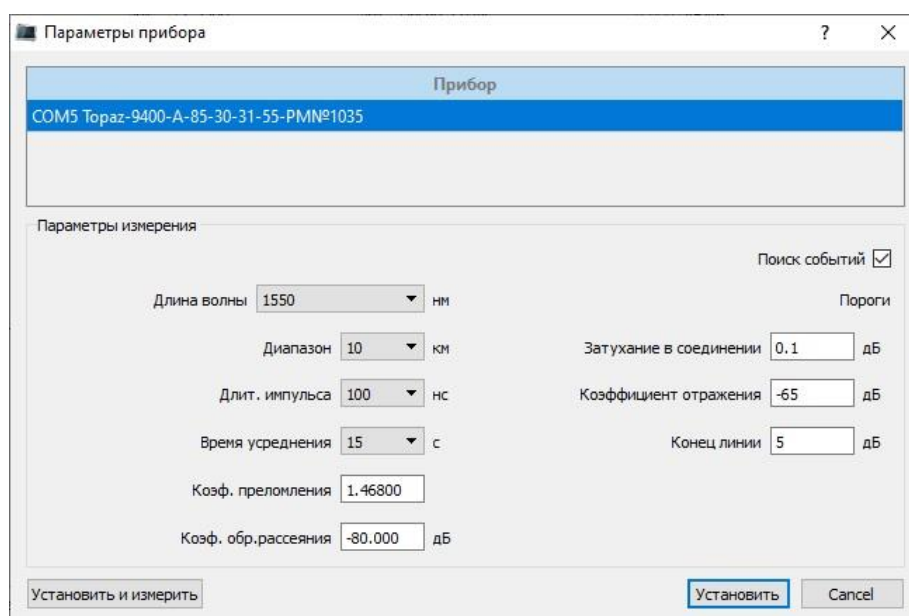 Параметры прибора
?
Прибор
COM5 Topaz-9400-A-85-30-31-55-PM№1035
Параметры измерения
Поиск событий
Длина волны 1550 нм
Пороги
Диапазон 10 км
Затухание в соединении 0.1 дБ
Длит. импульса 100 нс
Коэффициент отражения -65 дБ
Время усреднения 15 с
Конец линии 5 дБ
Коэф. преломления 1.46800
Коэф. обр.рассеяния -80.000 дБ
Установить и измерить
Установить
Cancel